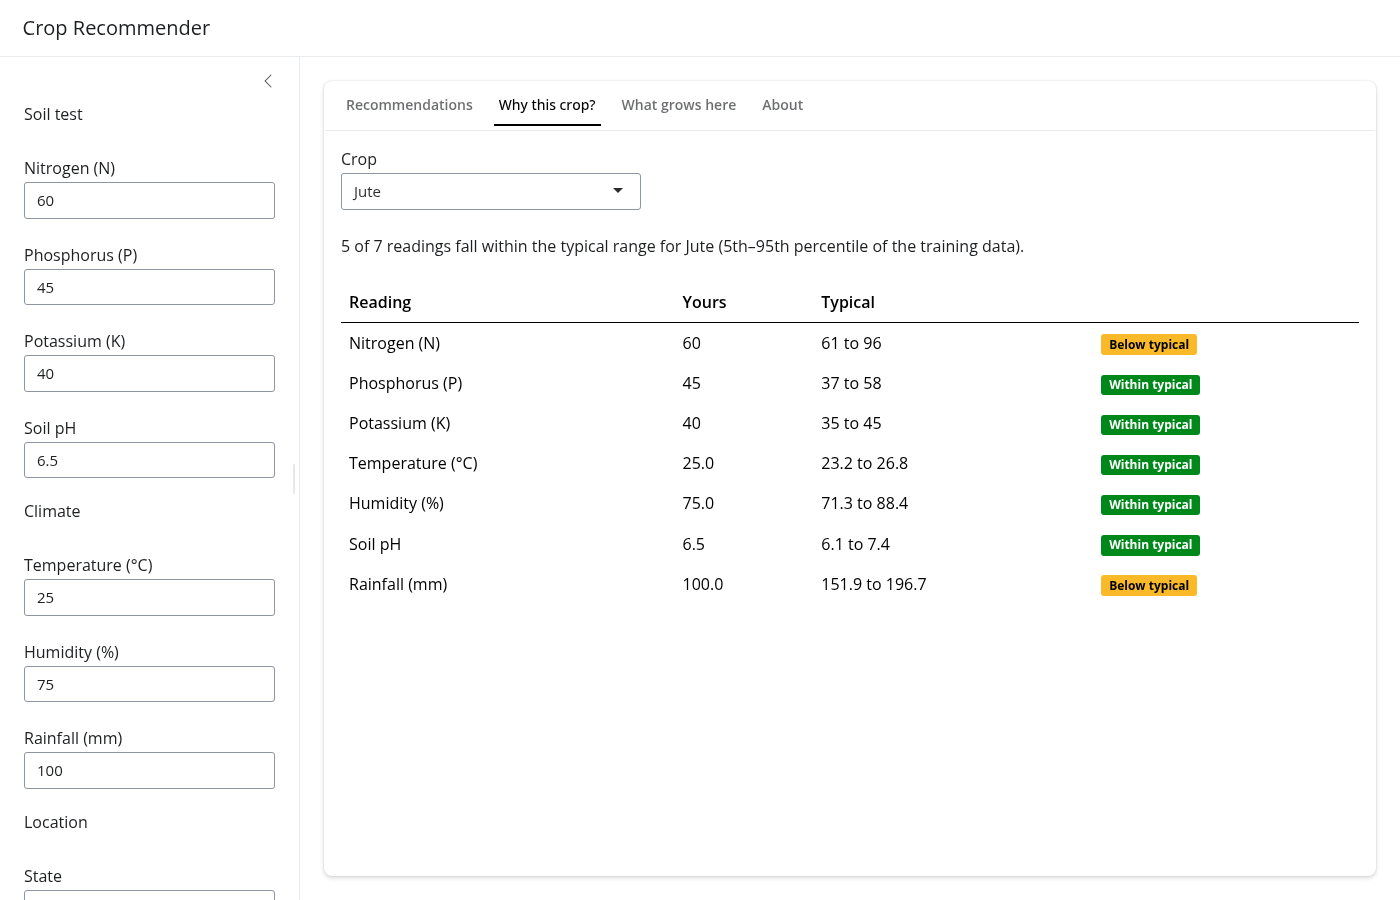 Crop Recommender
Soil test
Nitrogen (N)
60
Phosphorus (P)
45
Potassium (K)
40
Soil pH
6.5
Climate
Temperature (°C)
25
Humidity (%)
75
Rainfall (mm)
100
Location
State
Recommendations Why this crop? What grows here About
Crop
Jute
5 of 7 readings fall within the typical range for Jute (5th–95th percentile of the training data).
Reading Yours Typical
Nitrogen (N) 60 61 to 96 Below typical
Phosphorus (P) 45 37 to 58 Within typical
Potassium (K) 40 35 to 45 Within typical
Temperature (°C) 25.0 23.2 to 26.8 Within typical
Humidity (%) 75.0 71.3 to 88.4 Within typical
Soil pH 6.5 6.1 to 7.4 Within typical
Rainfall (mm) 100.0 151.9 to 196.7 Below typical